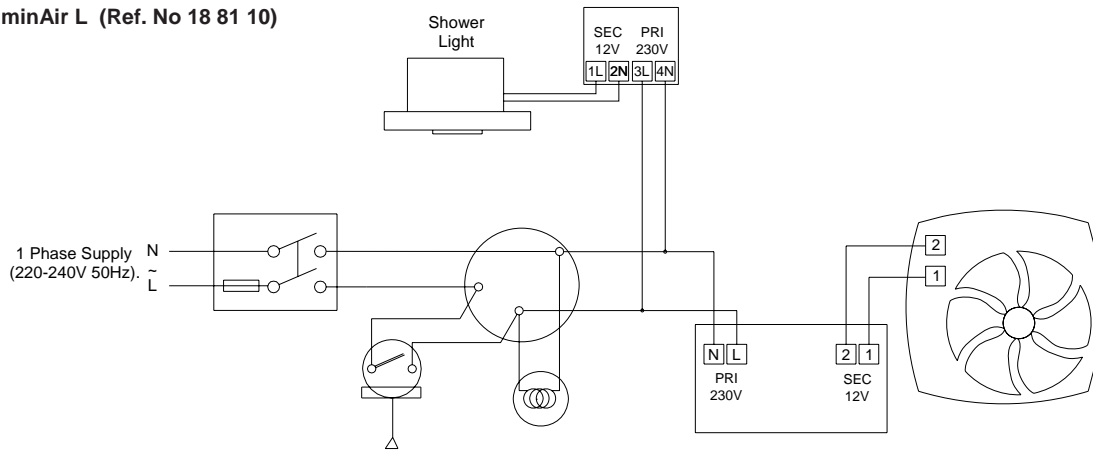 minAir L (Ref. No 18 81 10)
Shower
Light
SEC PRI
12V 230V
1L 2N 3L 4N
1 Phase Supply N
(220-240V 50Hz). ~
L
2
1
N L 2 1
PRI SEC
230V 12V